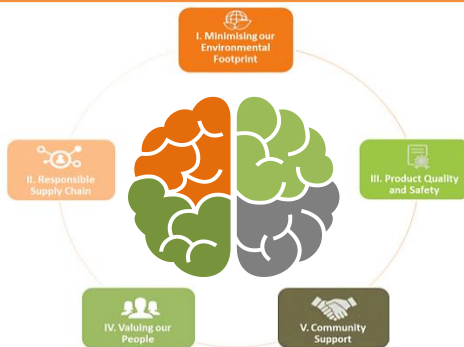 I. Minimising our
Environmental
Footprint
II. Responsible
Supply Chain
III. Product Quality
and Safety
IV. Valuing our
People
V. Community
Support